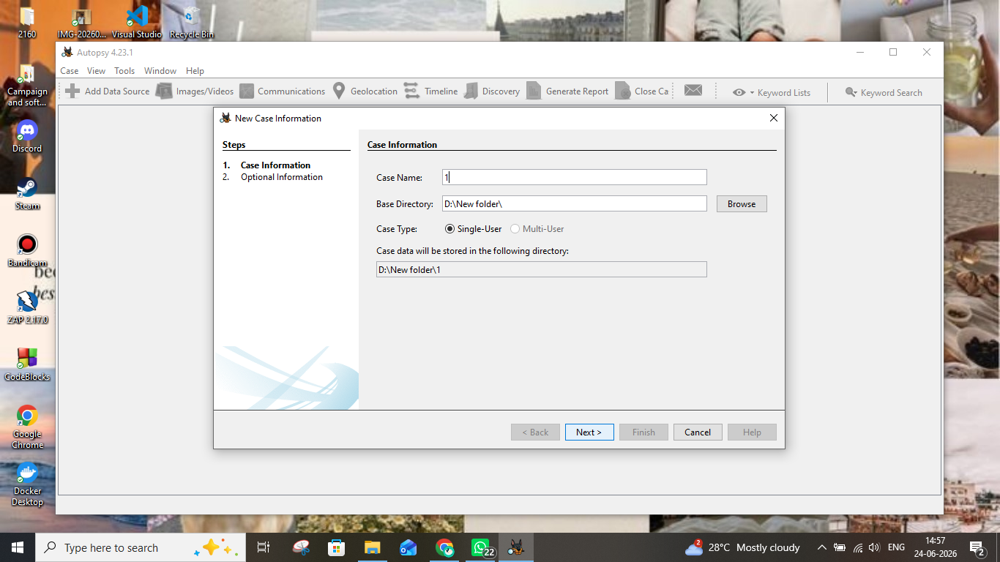 2160
IMG-20260...
Visual Studio
Recycle Bin
Campaign
and soft...
Discord
Steam
Bandicam
ZAP 2.17.0
CodeBlocks
Google
Chrome
Docker
Desktop
bec
bes
Autopsy 4.23.1
Case View Tools Window Help
Add Data Source Images/Videos Communications Geolocation Timeline Discovery Generate Report Close Ca Keyword Lists Keyword Search
New Case Information
Steps
1. Case Information
2. Optional Information
Case Information
Case Name: 1
Base Directory: D:\New folder\ Browse
Case Type: Single-User Multi-User
Case data will be stored in the following directory:
D:\New folder\1
< Back Next > Finish Cancel Help
Type here to search
22
2
28°C Mostly cloudy
ENG
14:57
24-06-2026
2